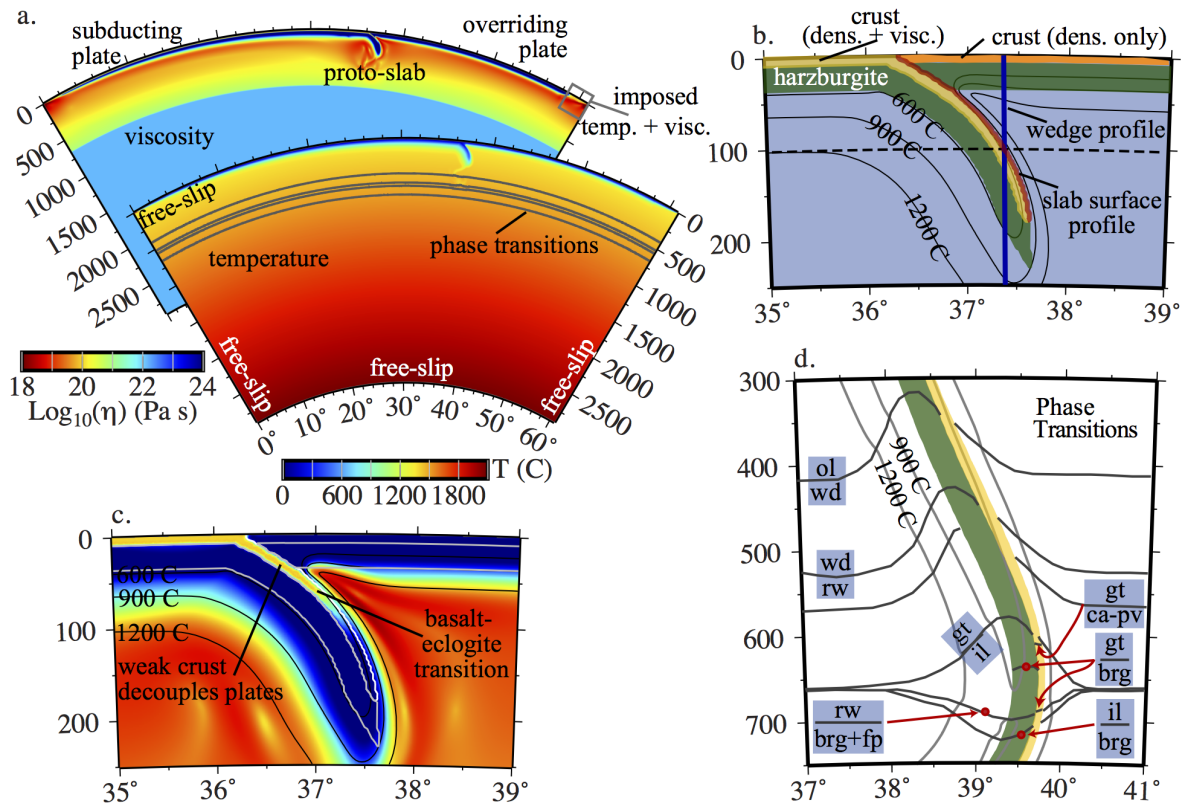 a.
subducting
plate
overriding
plate
proto-slab
imposed
temp. + visc.
viscosity
0
500
1000
1500
2000
2500
free-slip
temperature
phase transitions
0
500
1000
1500
2000
2500
free-slip
free-slip
free-slip
0˚ 10˚ 20˚ 30˚ 40˚ 50˚ 60˚
18 20 22 24
Log10(η) (Pa s)
0 600 1200 1800
T (C)
b.
crust
(dens. + visc.)
crust (dens. only)
harzburgite
600 C
900 C
1200 C
wedge profile
slab surface
profile
0
100
200
35˚ 36˚ 37˚ 38˚ 39˚
c.
0
100
200
600 C
900 C
1200 C
weak crust
decouples plates
basalt-
eclogite
transition
35˚ 36˚ 37˚ 38˚ 39˚
d.
300
400
500
600
700
Phase
Transitions
900 C
1200 C
ol
wd
wd
rw
gt
il
gt
ca-pv
gt
brg
rw
brg+fp
il
brg
37˚ 38˚ 39˚ 40˚ 41˚